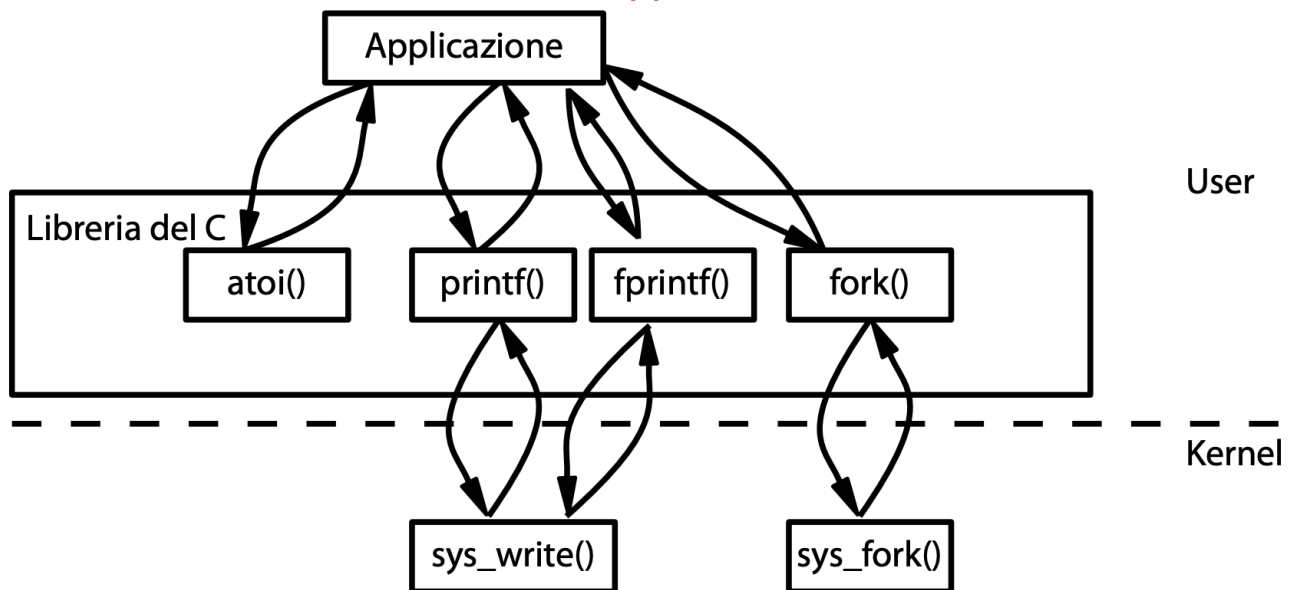 Applicazione
User
Libreria del C
atoi()
printf()
fprintf()
fork()
Kernel
sys_write()
sys_fork()